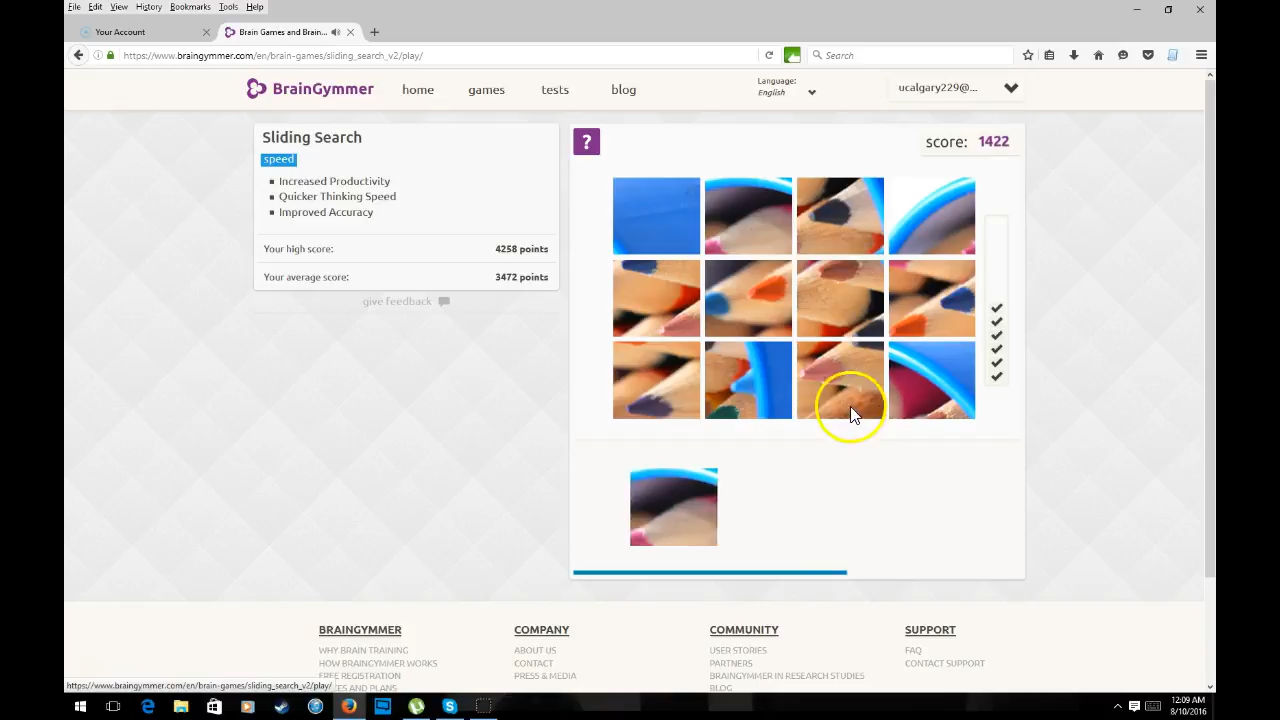 File Edit View History Bookmarks Tools Help
Your Account
Brain Games and Brain...
https://www.braingymmer.com/en/brain-games/sliding_search_v2/play/
Search
BrainGymmer
home games tests blog
Language:
English
ucalgary229@...
Sliding Search
speed
Increased Productivity
Quicker Thinking Speed
Improved Accuracy
Your high score: 4258 points
Your average score: 3472 points
give feedback
?
score: 1422
BRAINGYMMER COMPANY COMMUNITY SUPPORT
WHY BRAIN TRAINING ABOUT US USER STORIES FAQ
HOW BRAINGYMMER WORKS CONTACT PARTNERS CONTACT SUPPORT
FREE REGISTRATION PRESS & MEDIA BRAINGYMMER IN RESEARCH STUDIES
AND PLANS BLOG
https://www.braingymmer.com/en/brain-games/sliding_search_v2/play/
12:09 AM
8/10/2016